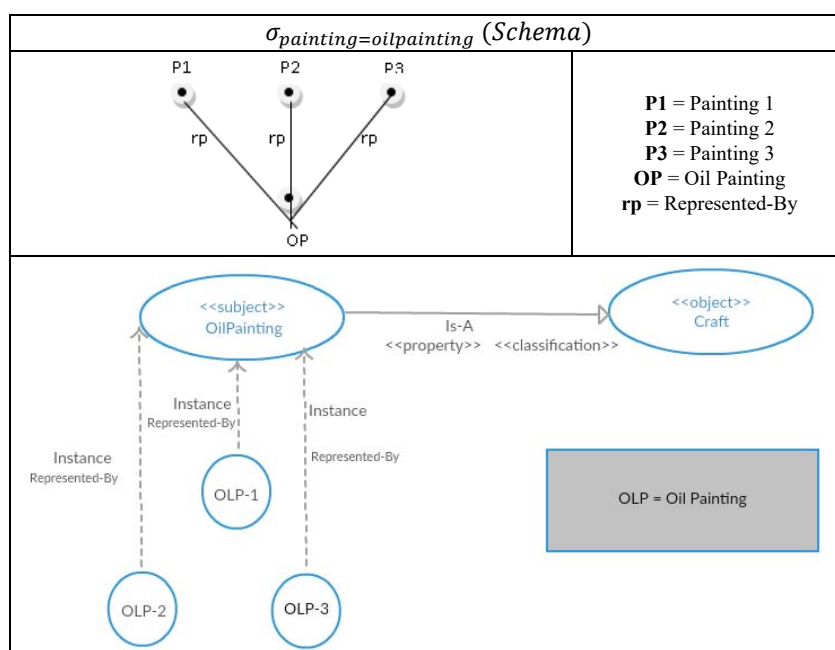 σpainting=oilpainting (Schema)
P1 P2 P3
rp rp rp
OP
P1 = Painting 1
P2 = Painting 2
P3 = Painting 3
OP = Oil Painting
rp = Represented-By
<<subject>>
OilPainting
<<object>>
Craft
Is-A
<<property>> <<classification>>
Instance
Represented-By
Instance
Represented-By
Instance
Represented-By
OLP-1
OLP-2
OLP-3
OLP = Oil Painting